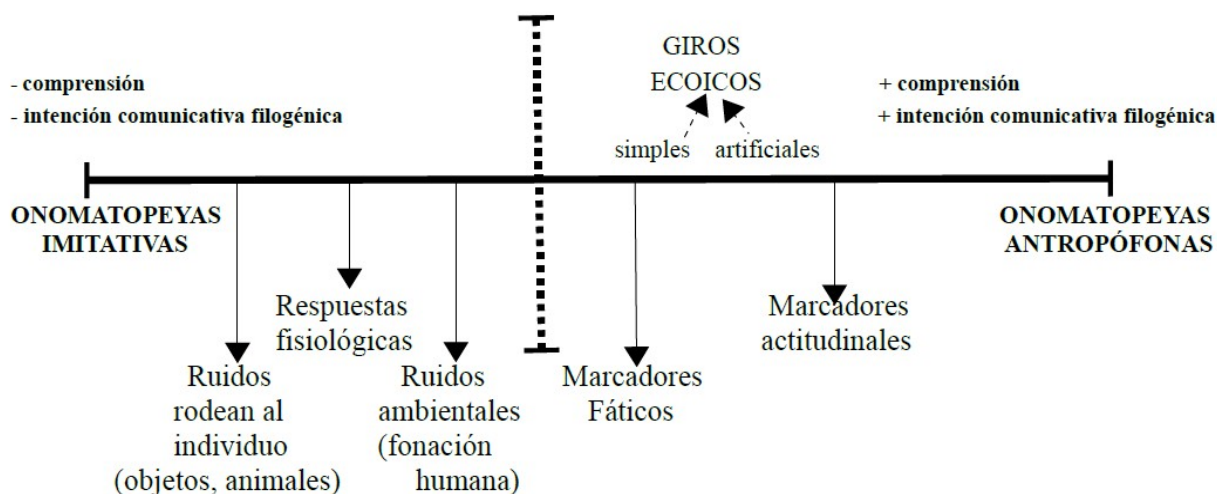 GIROS
ECOICOS
- comprensión
- intención comunicativa filogénica
+ comprensión
+ intención comunicativa filogénica
simples artificiales
ONOMATOPEYAS
IMITATIVAS
ONOMATOPEYAS
ANTROPÓFONAS
Respuestas
fisiológicas
Marcadores
actitudinales
Ruidos
rodean al
individuo
(objetos, animales)
Ruidos
ambientales
(fonación
humana)
Marcadores
Fáticos